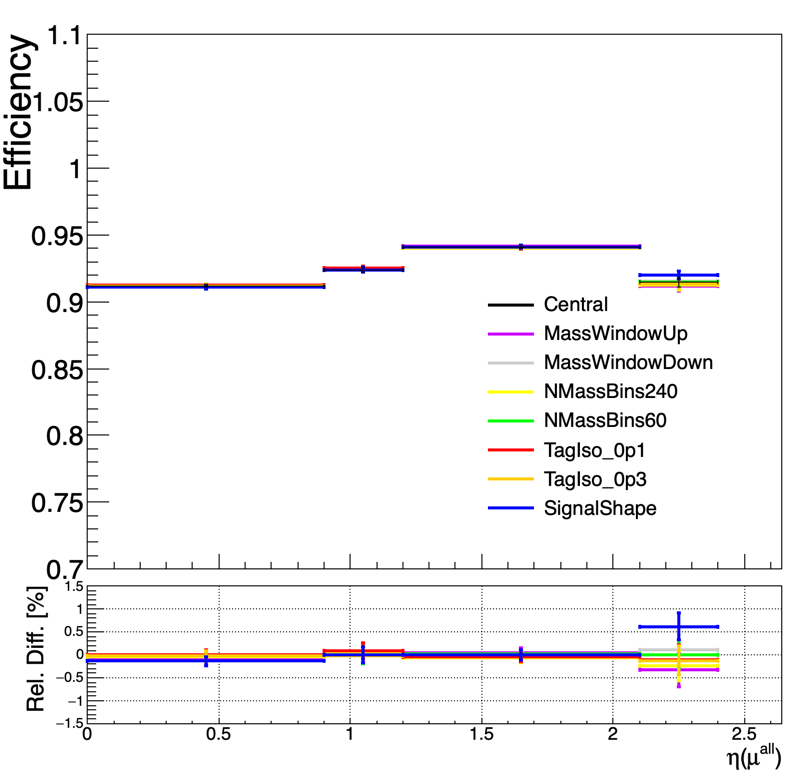 Efficiency
1.1
1.05
1
0.95
0.9
0.85
0.8
0.75
0.7
Central
MassWindowUp
MassWindowDown
NMassBins240
NMassBins60
TagIso_0p1
TagIso_0p3
SignalShape
Rel. Diff. [%]
1.5
1
0.5
0
−0.5
−1
−1.5
0 0.5 1 1.5 2 2.5
η(μ^all)